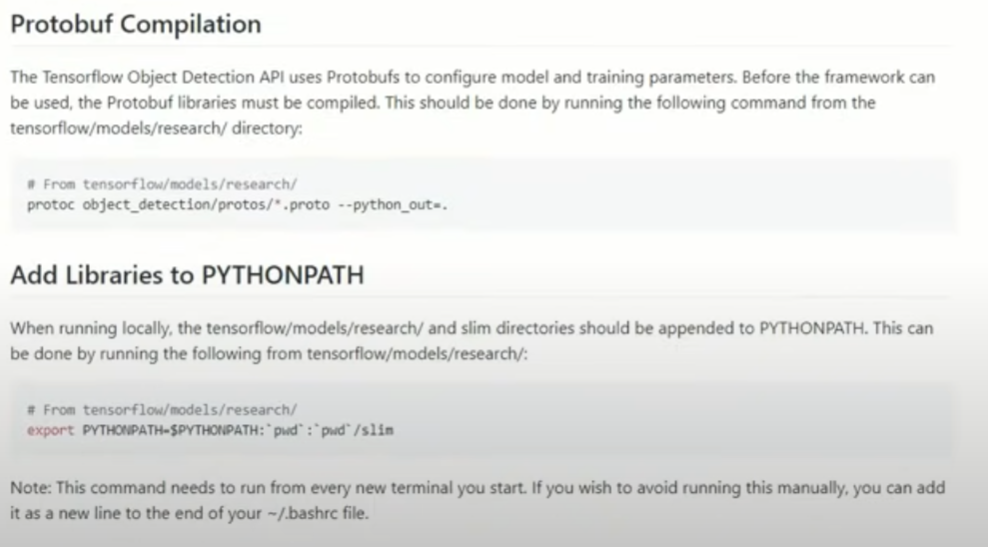 Protobuf Compilation
The Tensorflow Object Detection API uses Protobufs to configure model and training parameters. Before the framework can
be used, the Protobuf libraries must be compiled. This should be done by running the following command from the
tensorflow/models/research/ directory:
# From tensorflow/models/research/
protoc object_detection/protos/*.proto --python_out=.
Add Libraries to PYTHONPATH
When running locally, the tensorflow/models/research/ and slim directories should be appended to PYTHONPATH. This can
be done by running the following from tensorflow/models/research/:
# From tensorflow/models/research/
export PYTHONPATH=$PYTHONPATH:`pwd`:`pwd`/slim
Note: This command needs to run from every new terminal you start. If you wish to avoid running this manually, you can add
it as a new line to the end of your ~/.bashrc file.